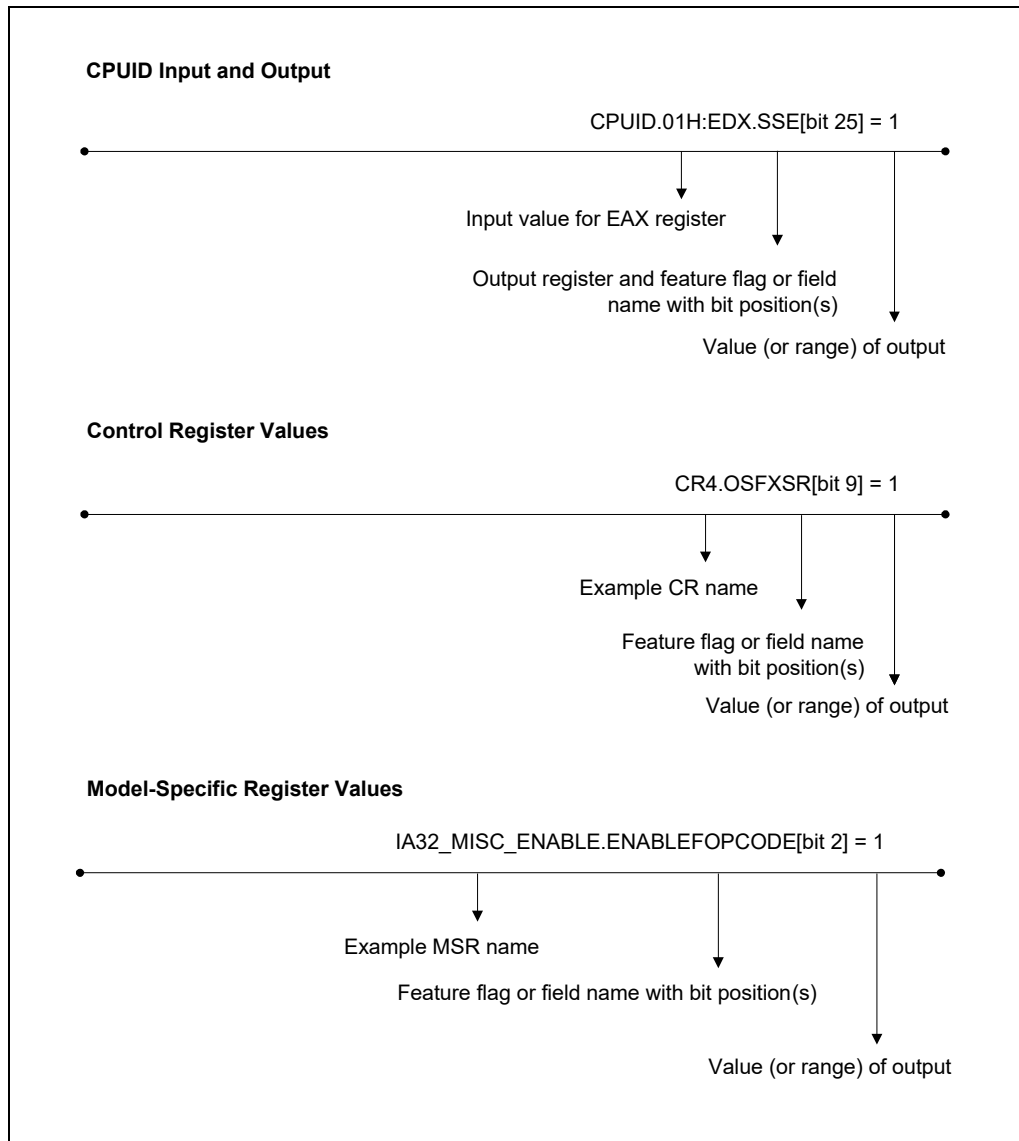 CPUID Input and Output
CPUID.01H:EDX.SSE[bit 25] = 1
Input value for EAX register
Output register and feature flag or field
name with bit position(s)
Value (or range) of output
Control Register Values
CR4.OSFXSR[bit 9] = 1
Example CR name
Feature flag or field name
with bit position(s)
Value (or range) of output
Model-Specific Register Values
IA32_MISC_ENABLE.ENABLEFOPCODE[bit 2] = 1
Example MSR name
Feature flag or field name with bit position(s)
Value (or range) of output